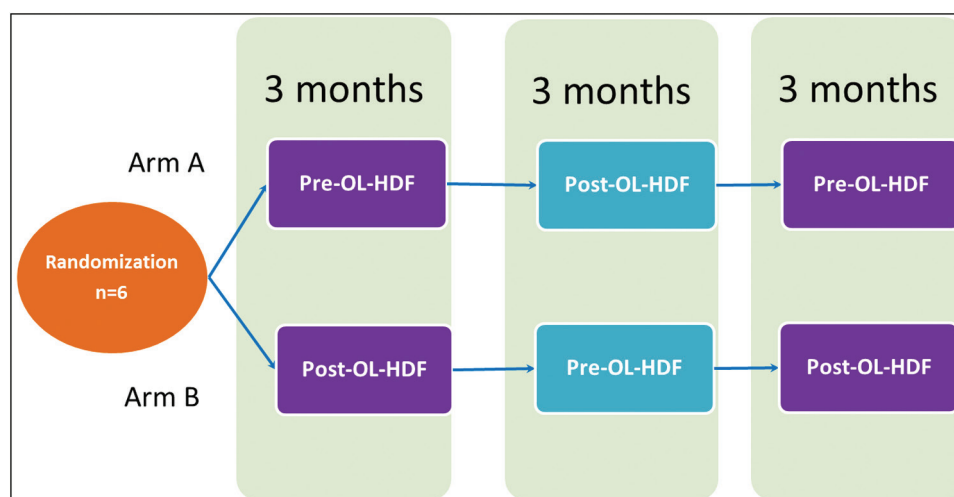 3 months
3 months
3 months
Arm A
Pre-OL-HDF
Post-OL-HDF
Pre-OL-HDF
Randomization
n=6
Post-OL-HDF
Pre-OL-HDF
Post-OL-HDF
Arm B